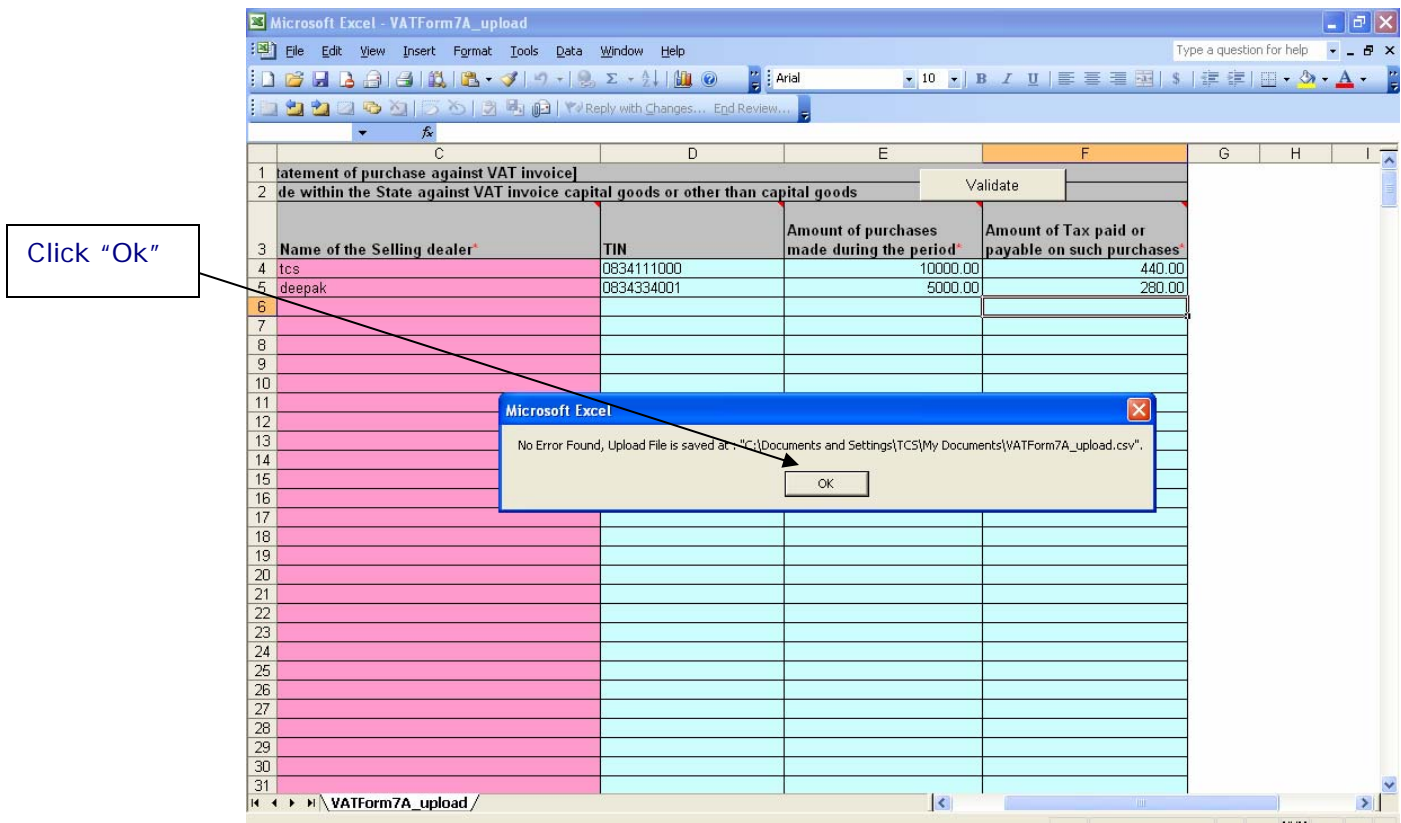 Microsoft Excel - VATForm7A_upload
File Edit View Insert Format Tools Data Window Help Type a question for help
Arial 10 B I U $ A
Reply with Changes... End Review...
fx
C D E F G H I
1 tatement of purchase against VAT invoice]
2 de within the State against VAT invoice capital goods or other than capital goods
Validate
3 Name of the Selling dealer* TIN Amount of purchases made during the period* Amount of Tax paid or payable on such purchases*
4 tcs 0834111000 10000.00 440.00
5 deepak 0834334001 5000.00 280.00
6
7
8
9
10
11
12
13
14
15
16
17
18
19
20
21
22
23
24
25
26
27
28
29
30
31
Click "Ok"
Microsoft Excel
No Error Found, Upload File is saved at : "C:\Documents and Settings\TCS\My Documents\VATForm7A_upload.csv".
OK
VATForm7A_upload